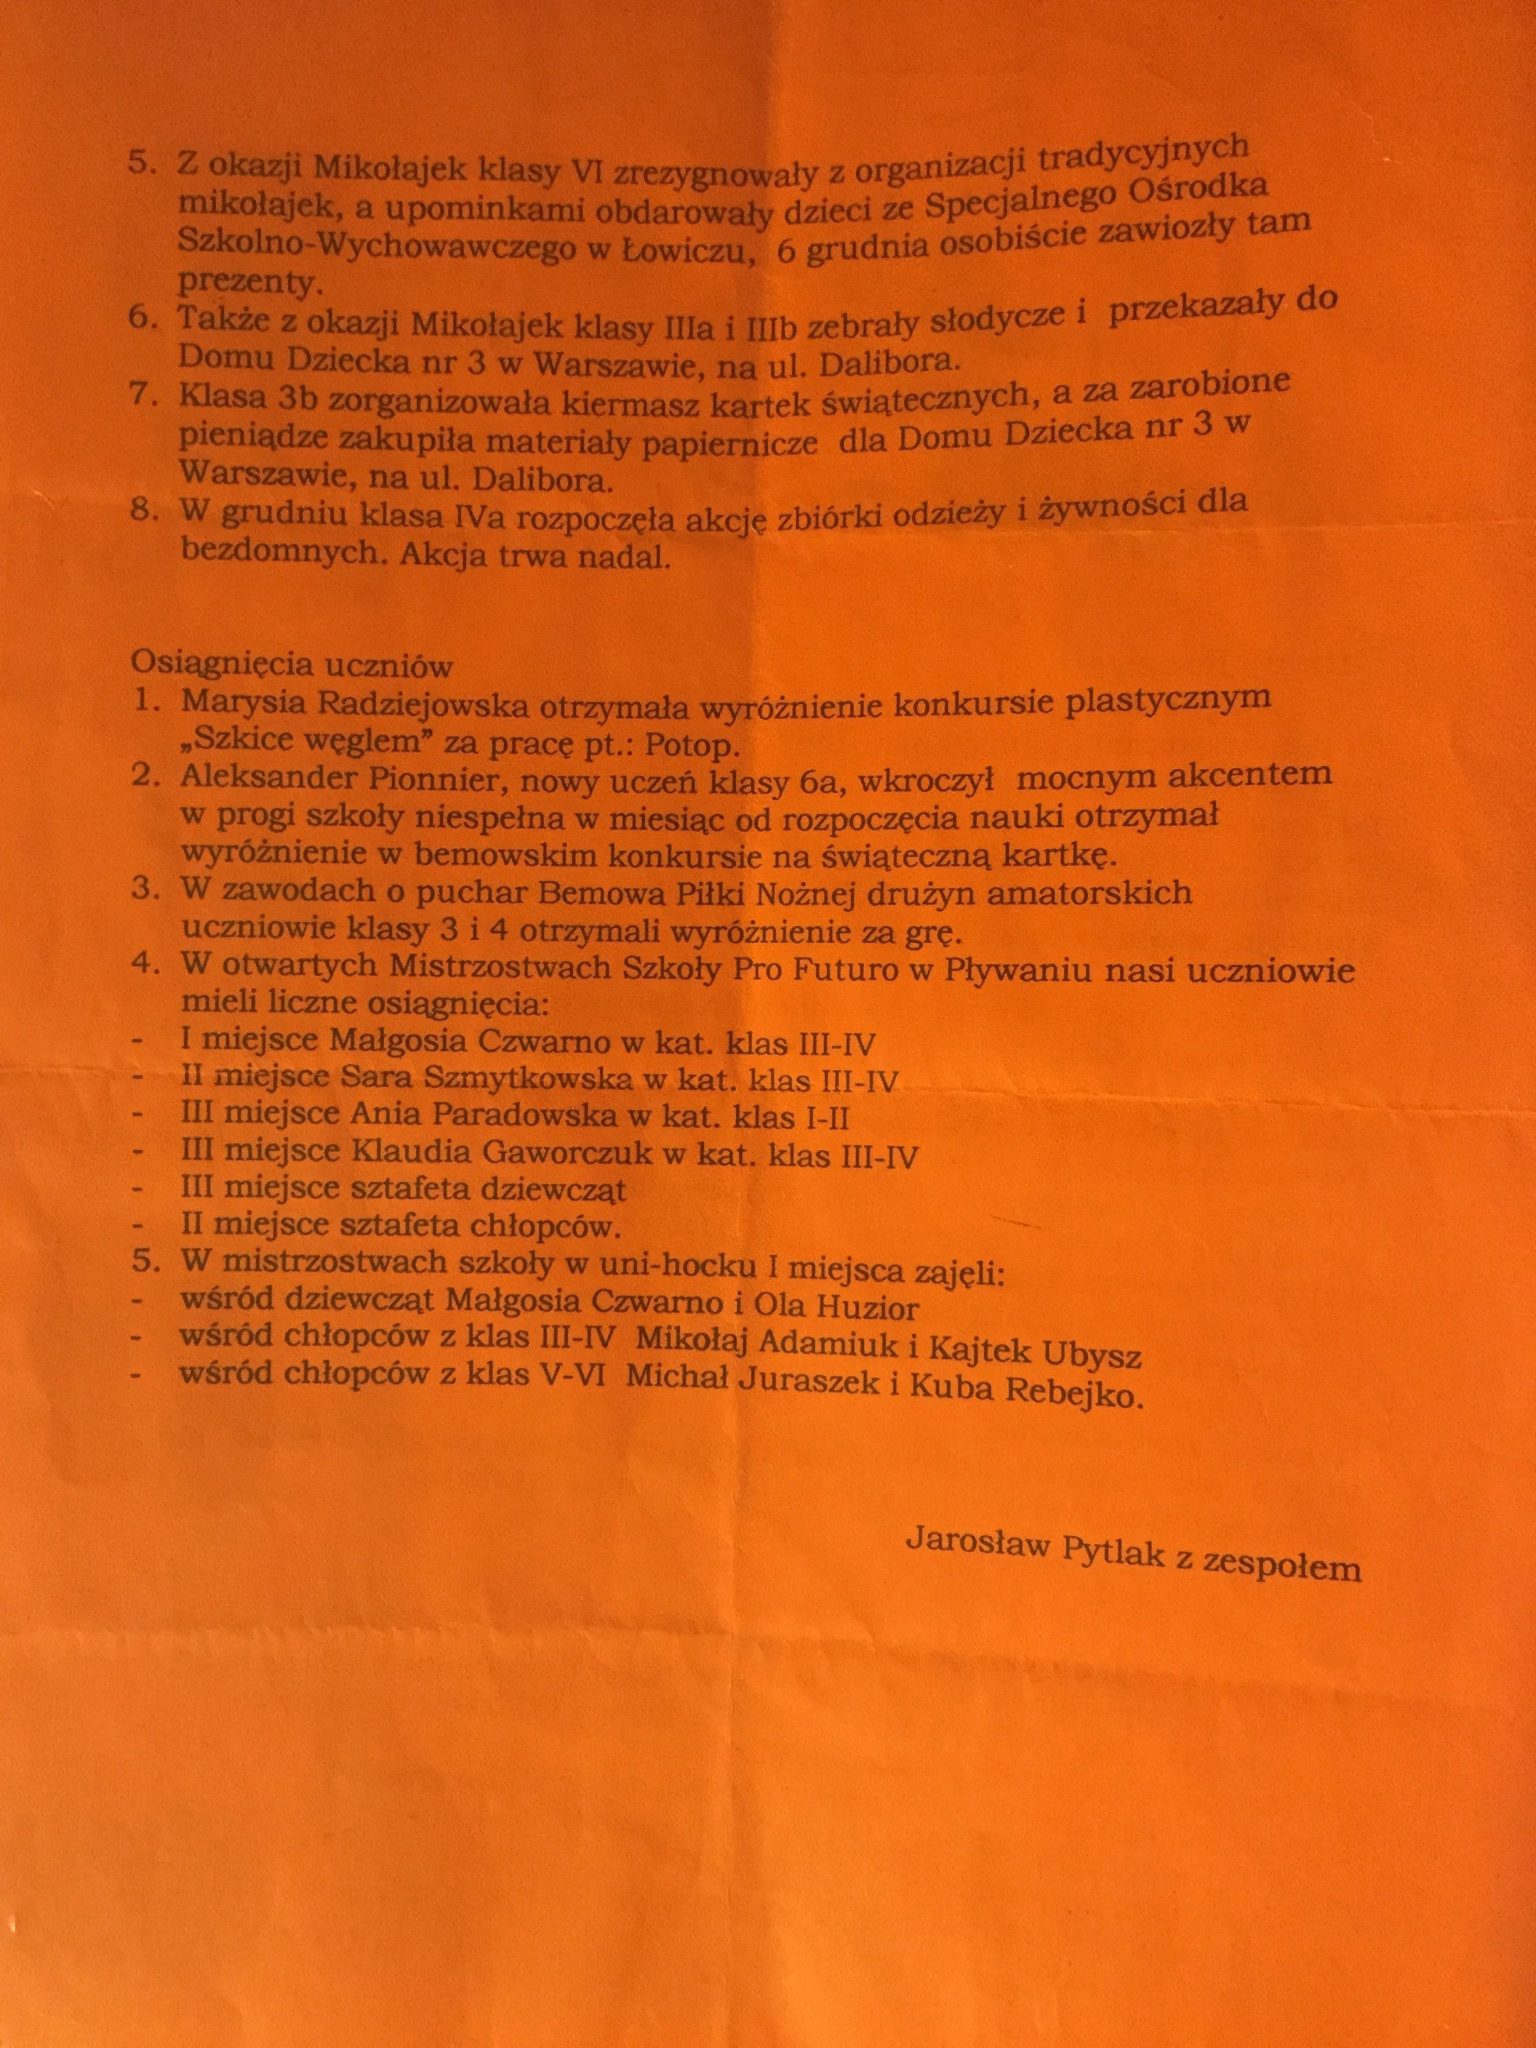 5. Z okazji Mikołajek klasy VI zrezygnowały z organizacji tradycyjnych
mikołajek, a upominkami obdarowały dzieci ze Specjalnego Ośrodka
Szkolno-Wychowawczego w Łowiczu, 6 grudnia osobiście zawiozły tam
prezenty.
6. Także z okazji Mikołajek klasy IIIa i IIIb zebrały słodycze i przekazały do
Domu Dziecka nr 3 w Warszawie, na ul. Dalibora.
7. Klasa 3b zorganizowała kiermasz kartek świątecznych, a za zarobione
pieniądze zakupiła materiały papiernicze dla Domu Dziecka nr 3 w
Warszawie, na ul. Dalibora.
8. W grudniu klasa IVa rozpoczęła akcję zbiórki odzieży i żywności dla
bezdomnych. Akcja trwa nadal.
Osiągnięcia uczniów
1. Marysia Radziejowska otrzymała wyróżnienie konkursie plastycznym
„Szkice węglem” za pracę pt.: Potop.
2. Aleksander Pionnier, nowy uczeń klasy 6a, wkroczył mocnym akcentem
w progi szkoły niespełna w miesiąc od rozpoczęcia nauki otrzymał
wyróżnienie w bemowskim konkursie na świąteczną kartkę.
3. W zawodach o puchar Bemowa Piłki Nożnej drużyn amatorskich
uczniowie klasy 3 i 4 otrzymali wyróżnienie za grę.
4. W otwartych Mistrzostwach Szkoły Pro Futuro w Pływaniu nasi uczniowie
mieli liczne osiągnięcia:
- I miejsce Małgosia Czwarno w kat. klas III-IV
- II miejsce Sara Szmytkowska w kat. klas III-IV
- III miejsce Ania Paradowska w kat. klas I-II
- III miejsce Klaudia Gaworczuk w kat. klas III-IV
- III miejsce sztafeta dziewcząt
- II miejsce sztafeta chłopców.
5. W mistrzostwach szkoły w uni-hocku I miejsca zajęli:
- wśród dziewcząt Małgosia Czwarno i Ola Huzior
- wśród chłopców z klas III-IV Mikołaj Adamiuk i Kajtek Ubysz
- wśród chłopców z klas V-VI Michał Juraszek i Kuba Rebejko.
Jarosław Pytlak z zespołem